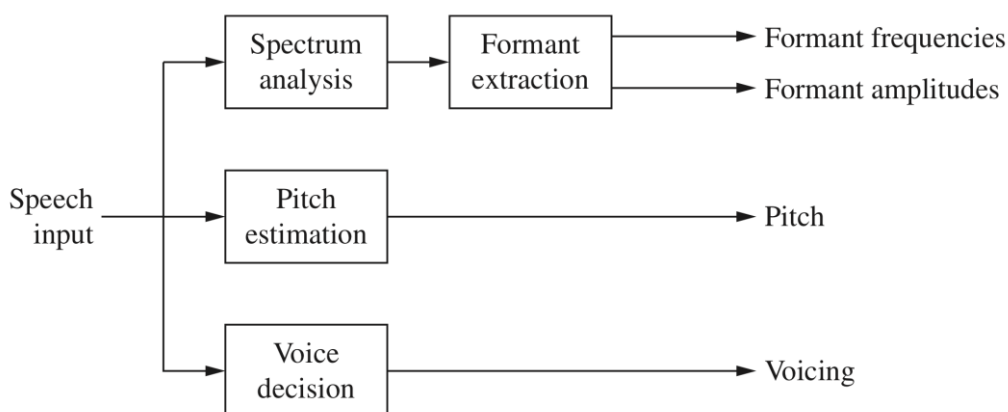 Spectrum
analysis
Formant
extraction
Formant frequencies
Formant amplitudes
Speech
input
Pitch
estimation
Pitch
Voice
decision
Voicing